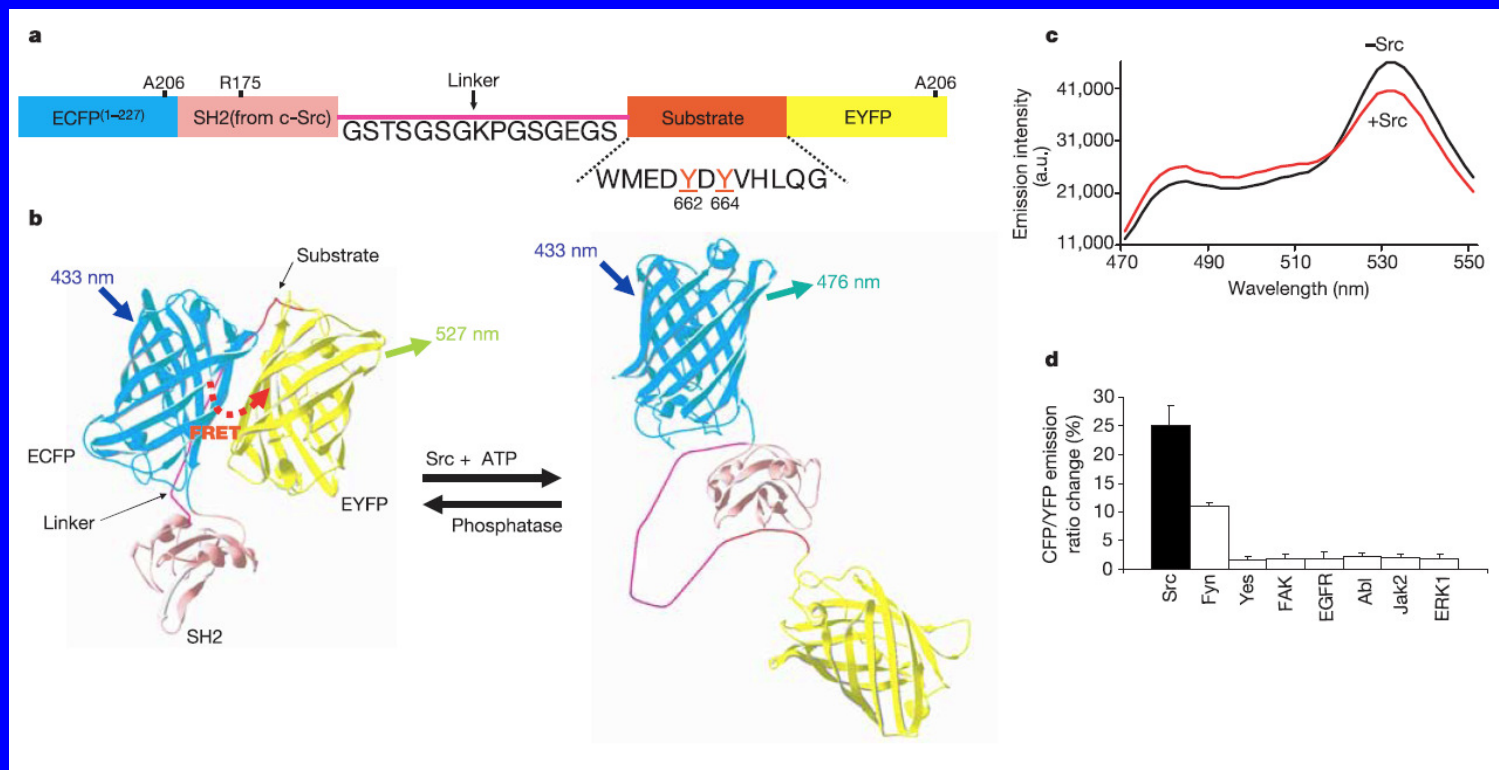 a
A206 R175 Linker A206
ECFP(1–227) SH2(from c-Src) Substrate EYFP
GSTSGSGKPGSGEGS
WMEDYDYVHLQG
662 664
b
433 nm
Substrate
527 nm
FRET
ECFP
EYFP
Linker
SH2
Src + ATP
Phosphatase
433 nm
476 nm
c
–Src
+Src
Emission intensity
(a.u.)
41,000
31,000
21,000
11,000
470 490 510 530 550
Wavelength (nm)
d
CFP/YFP emission
ratio change (%)
30
25
20
15
10
5
0
Src Fyn Yes FAK EGFR Abl Jak2 ERK1